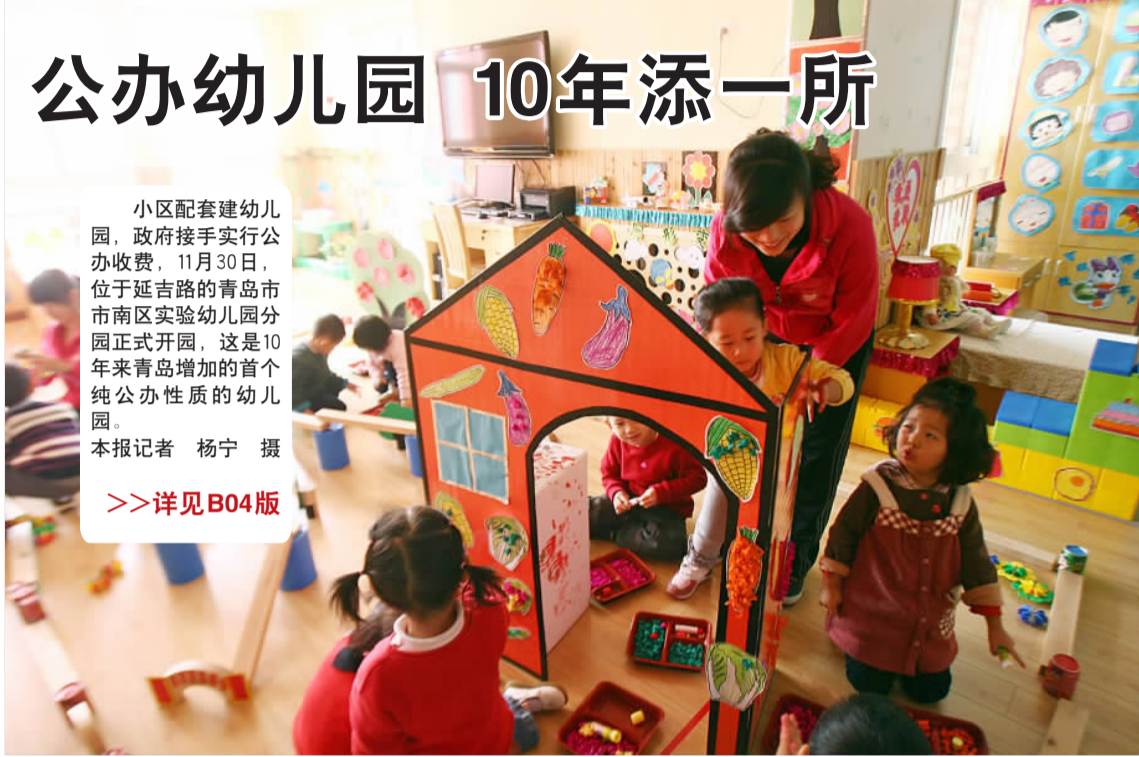 公办幼儿园 10年添一所
小区配套建幼儿
园，政府接手实行公
办收费，11月30日，
位于延吉路的青岛市
市南区实验幼儿园分
园正式开园，这是10
年来青岛增加的首个
纯公办性质的幼儿
园。
本报记者 杨宁 摄
>>详见B04版